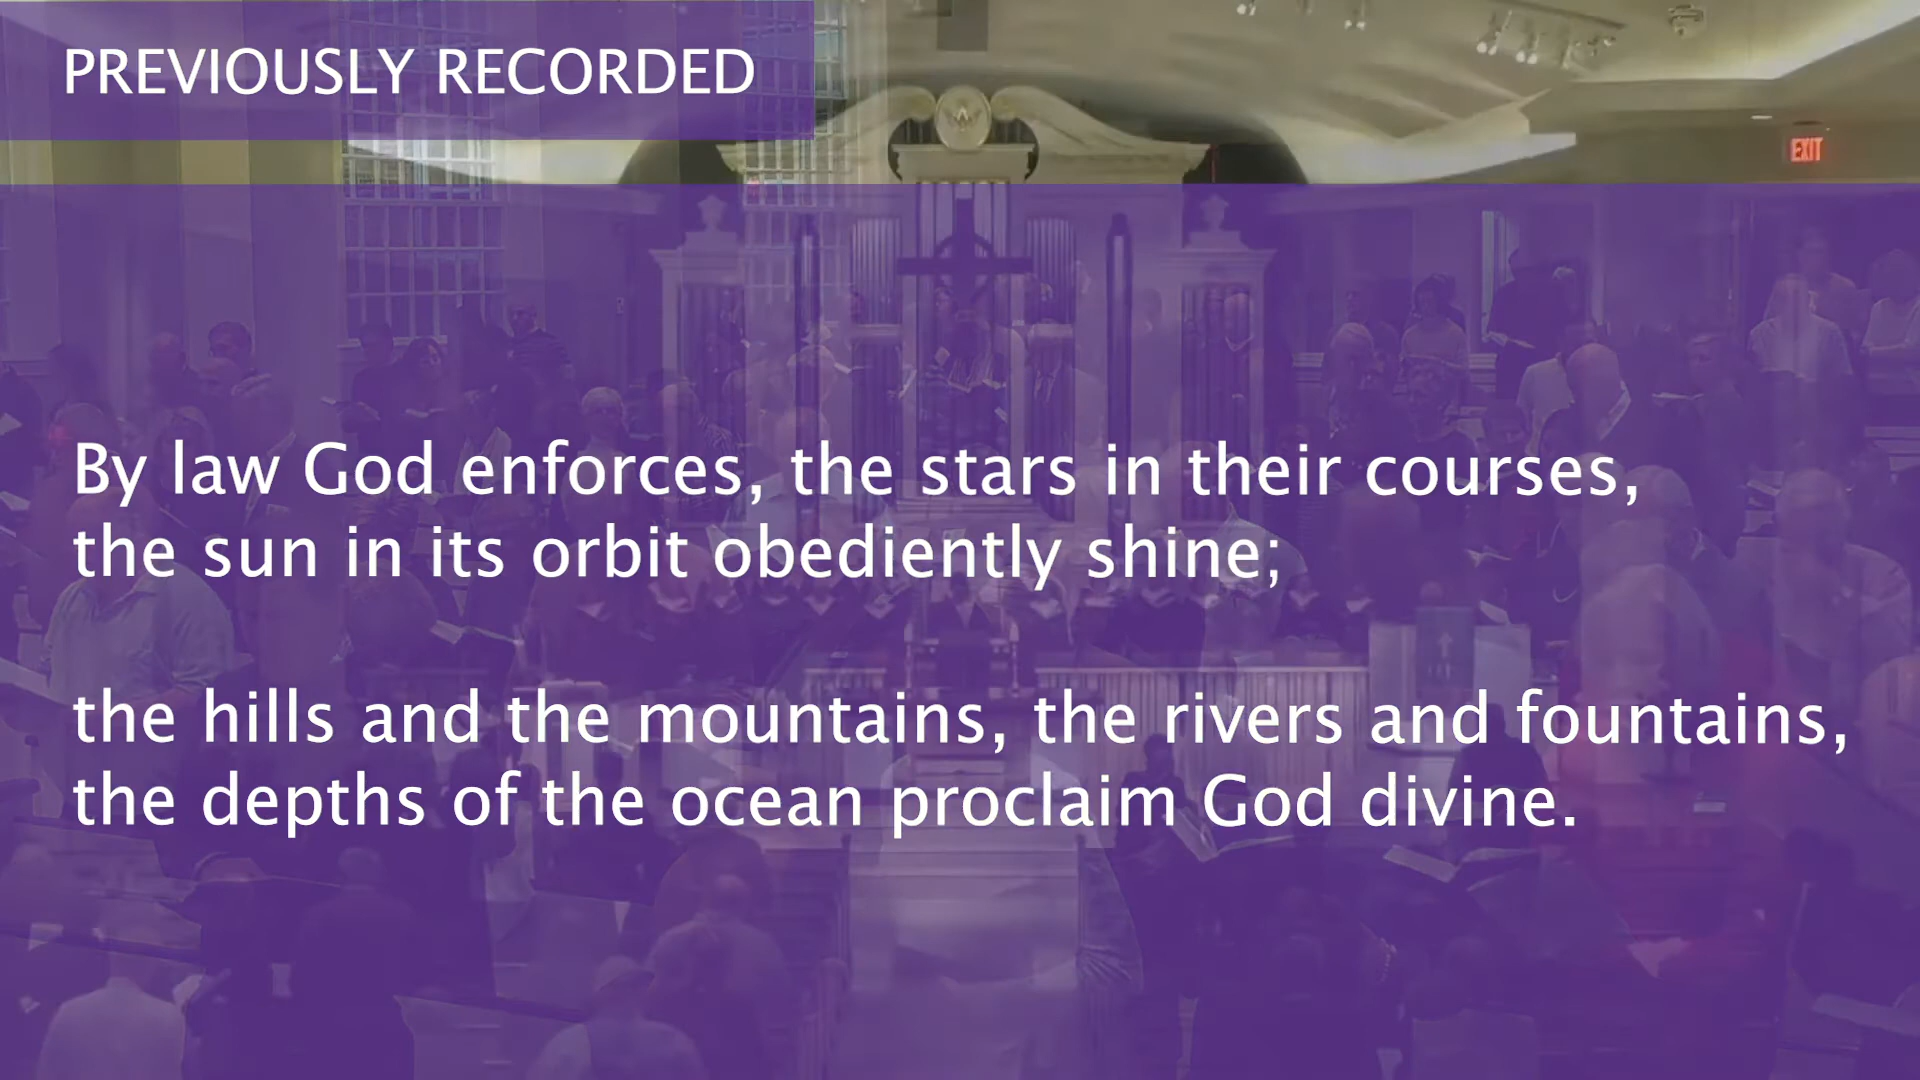 PREVIOUSLY RECORDED
EXIT
By law God enforces, the stars in their courses,
the sun in its orbit obediently shine;
the hills and the mountains, the rivers and fountains,
the depths of the ocean proclaim God divine.